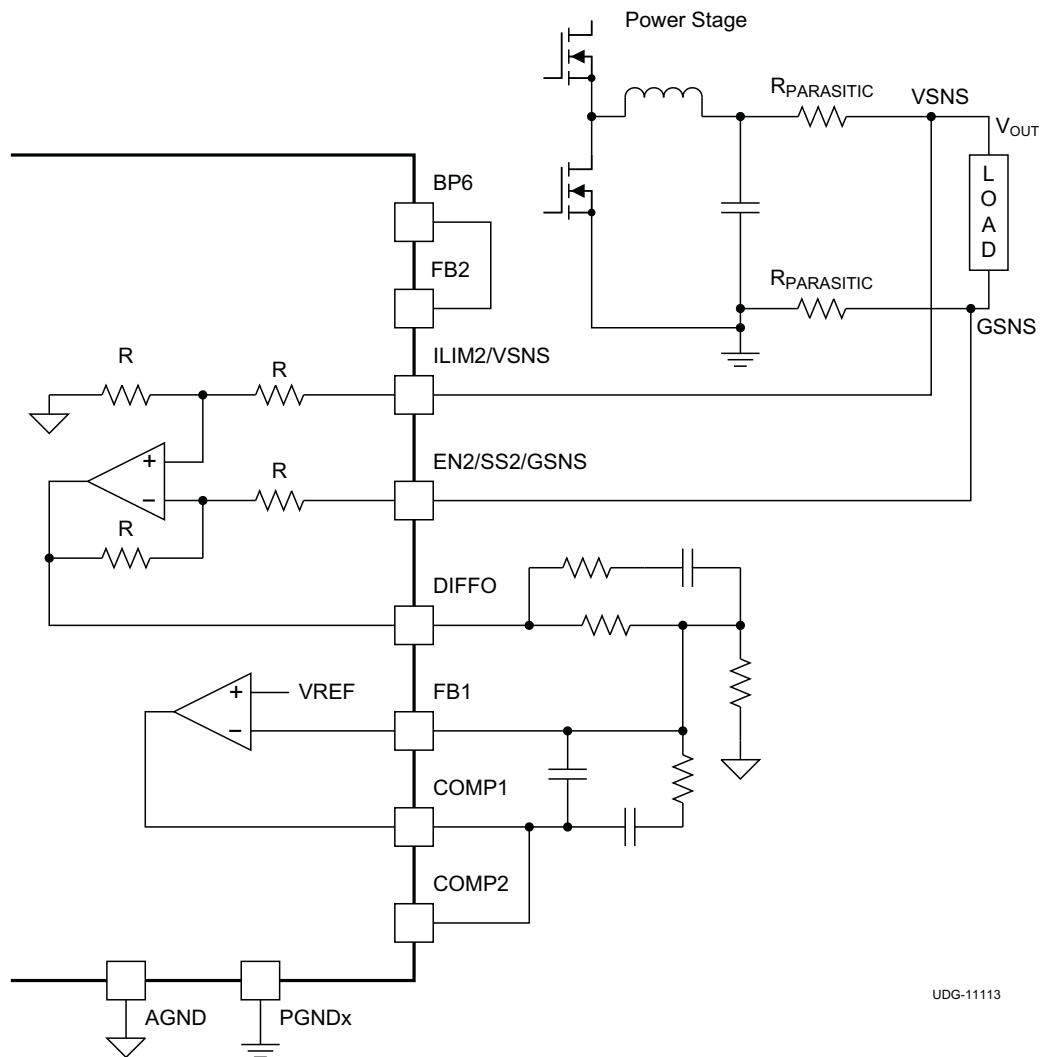 Power Stage
RPARASITIC
VSNS
VOUT
LOAD
RPARASITIC
GSNS
BP6
FB2
ILIM2/VSNS
R
R
EN2/SS2/GSNS
+
−
R
R
DIFFO
FB1
+
−
VREF
COMP1
COMP2
AGND
PGNDx
UDG-11113